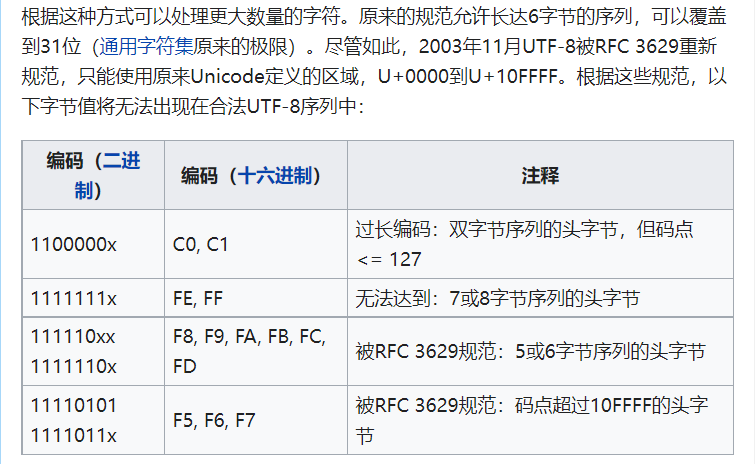 根据这种方式可以处理更大数量的字符。原来的规范允许长达6字节的序列，可以覆盖
到31位（通用字符集原来的极限）。尽管如此，2003年11月UTF-8被RFC 3629重新
规范，只能使用原来Unicode定义的区域，U+0000到U+10FFFF。根据这些规范，以
下字节值将无法出现在合法UTF-8序列中：
编码（二进
制）
编码（十六进制）
注释
1100000x
C0, C1
过长编码：双字节序列的头字节，但码点
<= 127
1111111x
FE, FF
无法达到：7或8字节序列的头字节
111110xx
1111110x
F8, F9, FA, FB, FC,
FD
被RFC 3629规范：5或6字节序列的头字节
11110101
1111011x
F5, F6, F7
被RFC 3629规范：码点超过10FFFF的头字
节